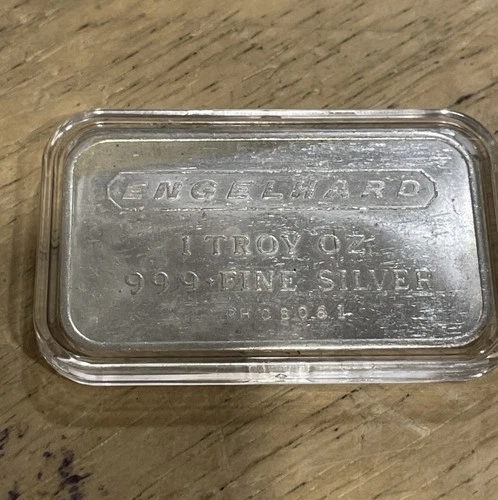 ENGELHARD
1 TROY OZ
999+FINE SILVER